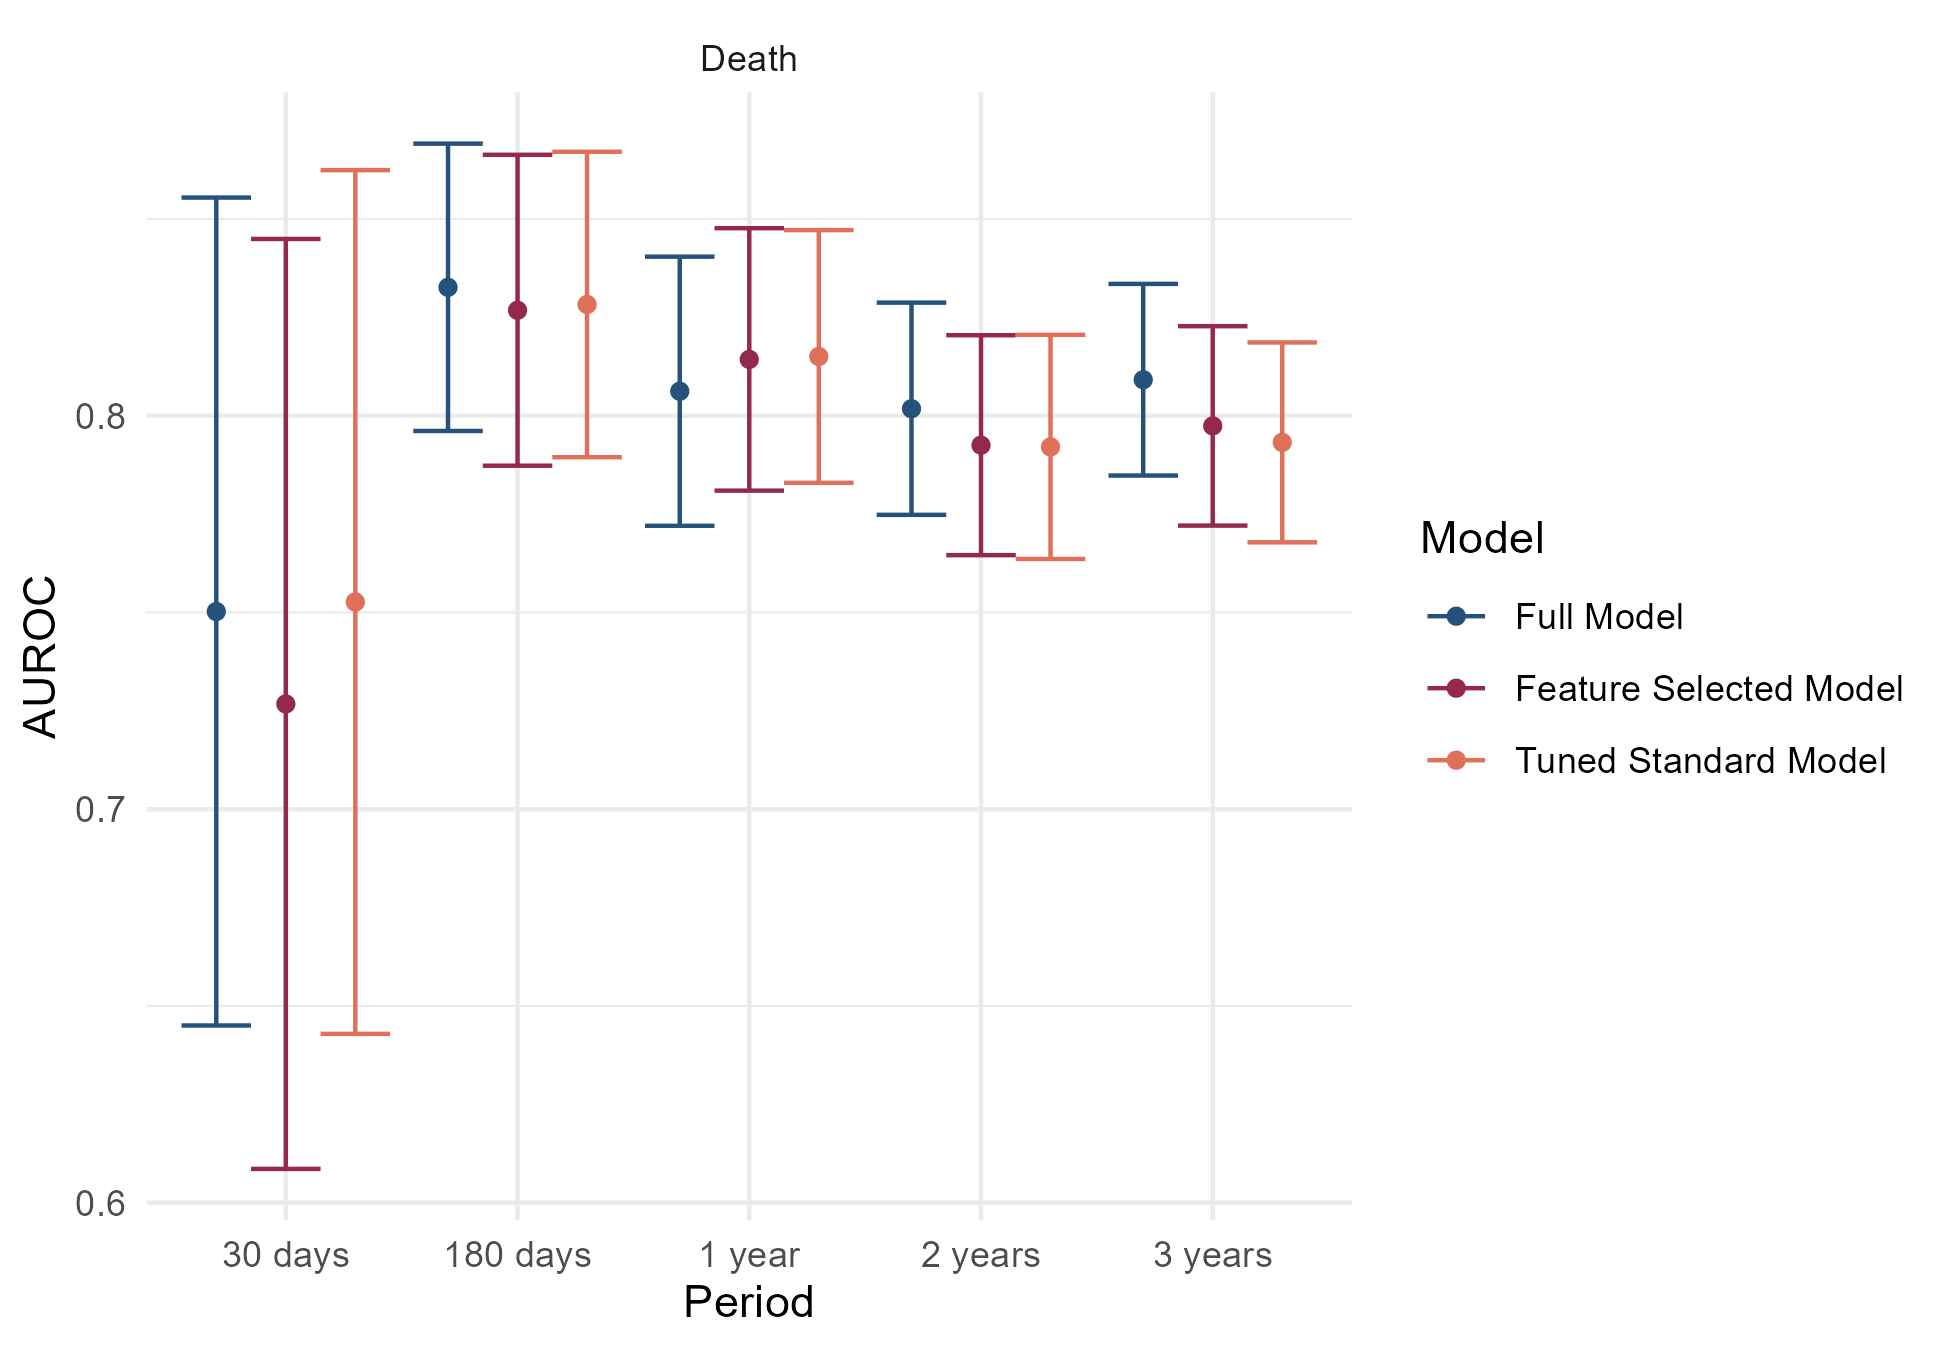 Death
AUROC
0.8
0.7
0.6
30 days
180 days
1 year
2 years
3 years
Period
Model
Full Model
Feature Selected Model
Tuned Standard Model